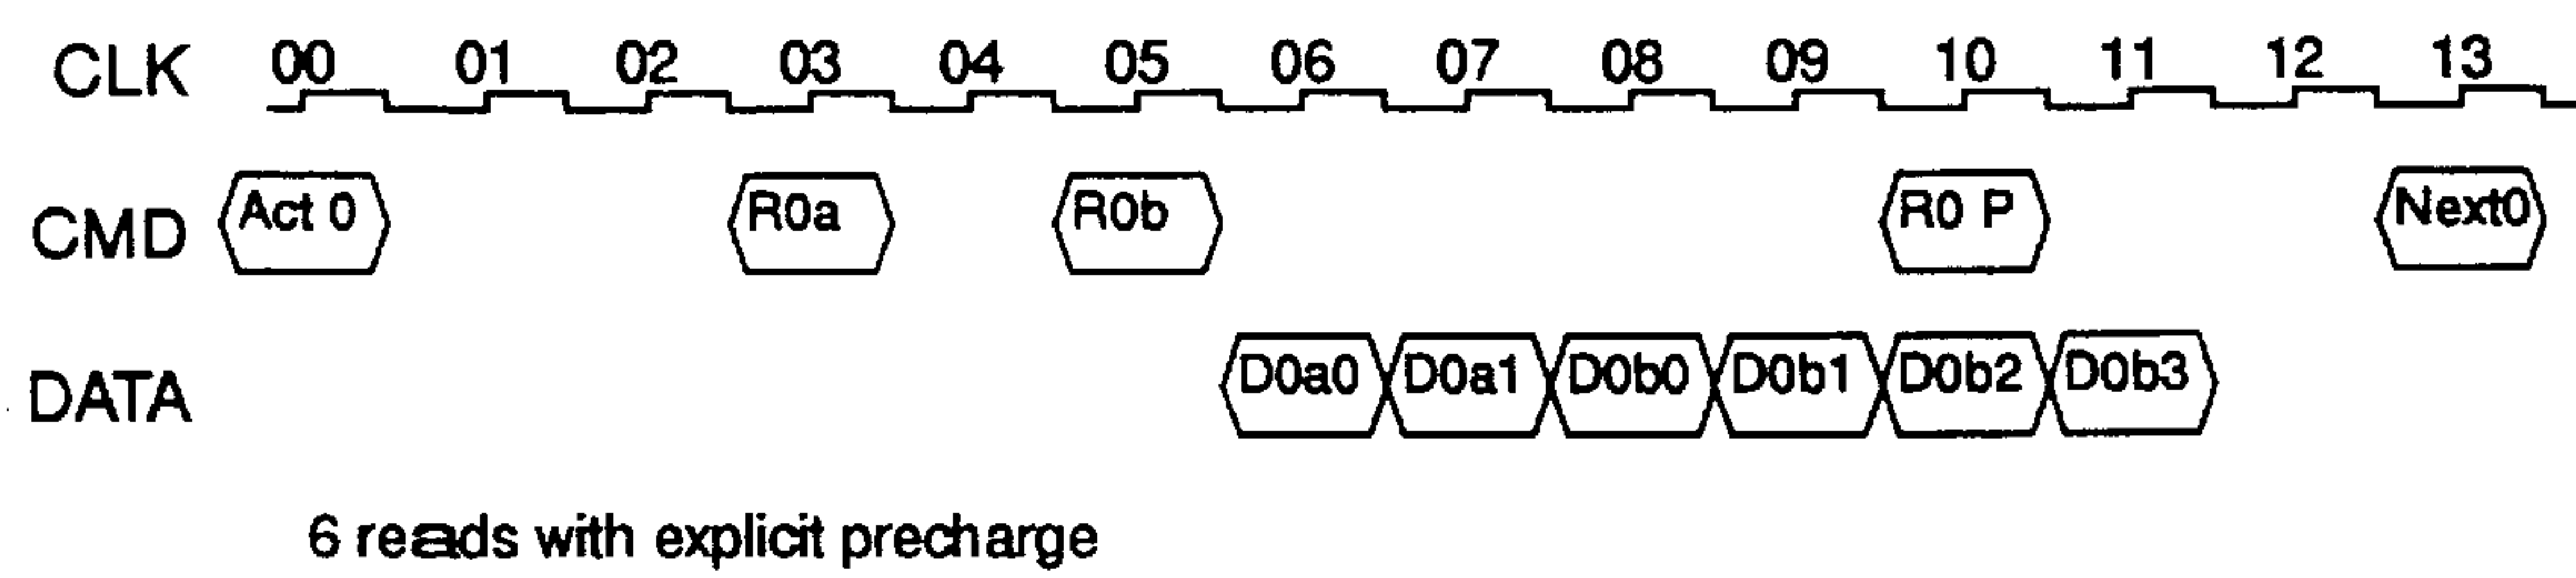 CLK 00 01 02 03 04 05 06 07 08 09 10 11 12 13
CMD Act 0 R0a R0b R0 P Next0
DATA D0a0 D0a1 D0b0 D0b1 D0b2 D0b3
6 reads with explicit precharge